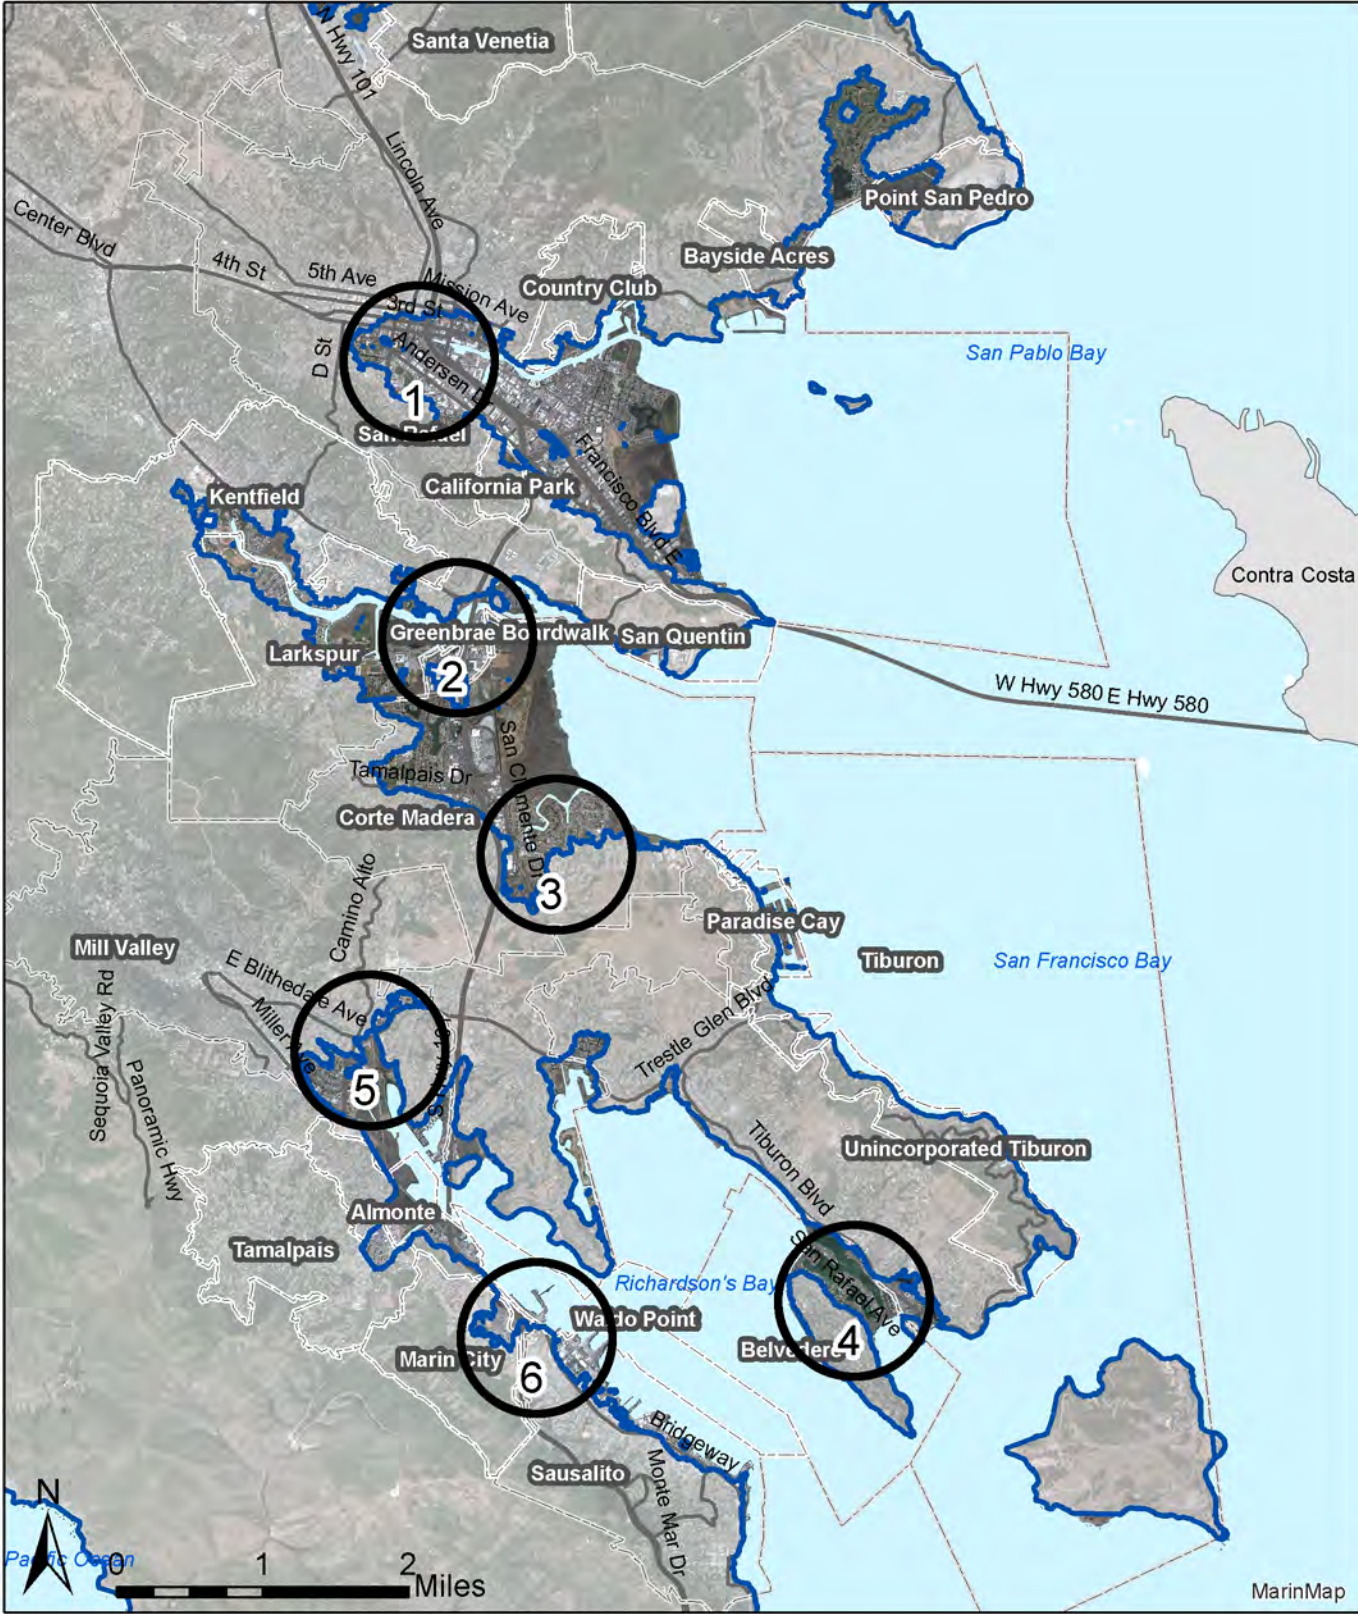 Santa Venetia
N Hwy 101
Lincoln Ave
Point San Pedro
Center Blvd
4th St
5th Ave
Mission Ave
Bayside Acres
Country Club
3rd St
D St
Andersen Dr
San Pablo Bay
1
San Rafael
California Park
Francisco Blvd E
Kentfield
Contra Costa
Greenbrae Boardwalk
San Quentin
Larkspur
2
W Hwy 580 E Hwy 580
San Clemente Dr
Tamalpais Dr
Corte Madera
3
Camino Alto
Paradise Cay
Mill Valley
Tiburon
San Francisco Bay
E Blithedale Ave
Sequoia Valley Rd
Miller Ave
Trestle Glen Blvd
5
Panoramic Hwy
Tiburon Blvd
Unincorporated Tiburon
Almonte
Tamalpais
San Rafael Ave
Richardson's Bay
Waldo Point
Belvedere
4
Marin City
6
Bridgeway
Sausalito
Monte Mar Dr
N
Pacific Ocean
0 1 2
Miles
MarinMap